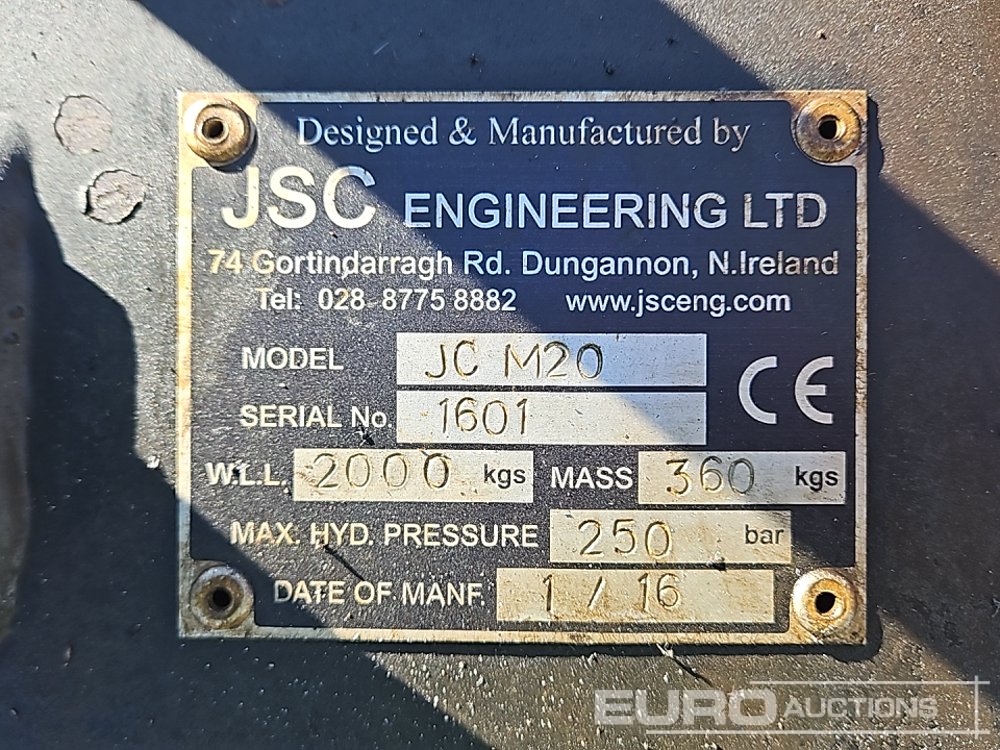 Designed & Manufactured by
JSC ENGINEERING LTD
74 Gortindarragh Rd. Dungannon, N.Ireland
Tel: 028 8775 8882 www.jsceng.com
MODEL JC M20
SERIAL No. 1601
CE
W.L.L. 2000 kgs MASS 360 kgs
MAX. HYD. PRESSURE 250 bar
DATE OF MANF. 1 / 16
EURO AUCTIONS